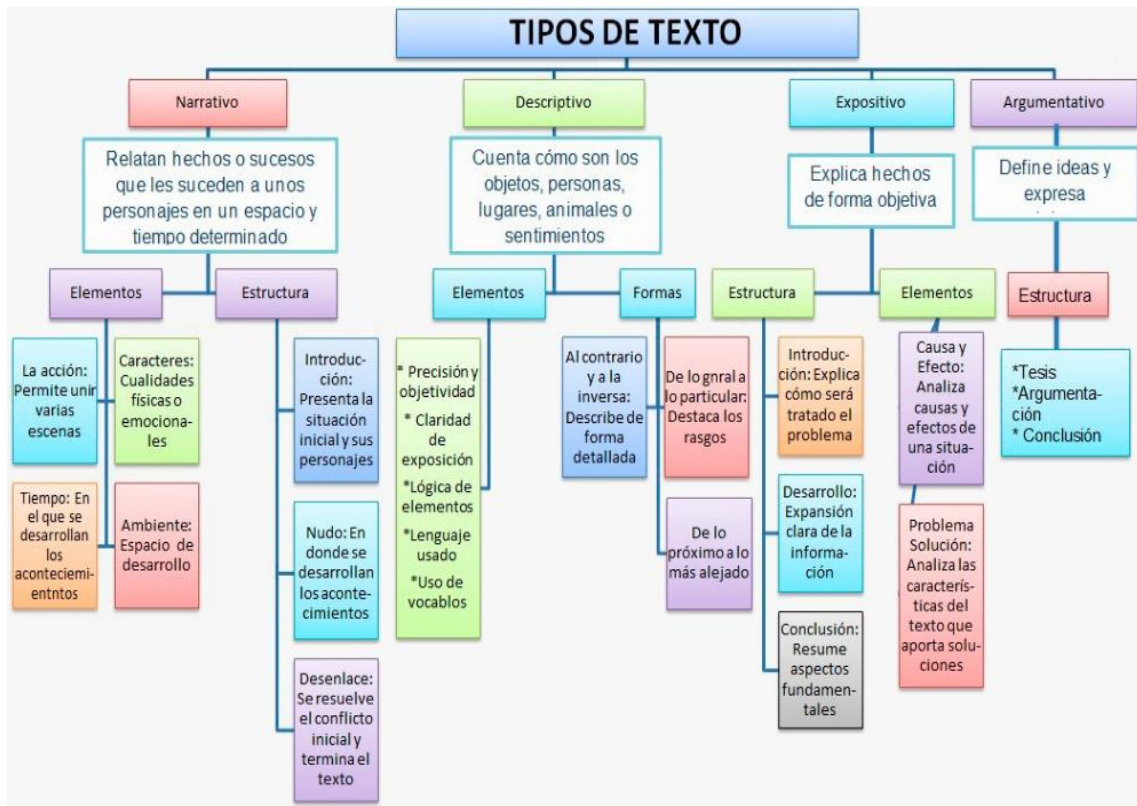 TIPOS DE TEXTO
Narrativo
Descriptivo
Expositivo
Argumentativo
Relatan hechos o sucesos
que les suceden a unos
personajes en un espacio y
tiempo determinado
Cuenta cómo son los
objetos, personas,
lugares, animales o
sentimientos
Explica hechos
de forma objetiva
Define ideas y
expresa
Elementos
Estructura
Elementos
Formas
Estructura
Elementos
Estructura
La acción:
Permite unir
varias
escenas
Caracteres:
Cualidades
físicas o
emociona-
les
Tiempo: En
el que se
desarrollan
los
aconteciemi-
entntos
Ambiente:
Espacio de
desarrollo
Introduc-
ción:
Presenta la
situación
inicial y sus
personajes
Nudo: En
donde se
desarrollan
los aconte-
cimientos
Desenlace:
Se resuelve
el conflicto
inicial y
termina el
texto
* Precisión y
objetividad
* Claridad de
exposición
*Lógica de
elementos
*Lenguaje
usado
*Uso de
vocablos
Al contrario
y a la
inversa:
Describe de
forma
detallada
De lo gnral a
lo particular:
Destaca los
rasgos
De lo
próximo a lo
más alejado
Introduc-
ción: Explica
cómo será
tratado el
problema
Desarrollo:
Expansión
clara de la
informa-
ción
Conclusión:
Resume
aspectos
fundamen-
tales
Causa y
Efecto:
Analiza
causas y
efectos de
una situa-
ción
Problema
Solución:
Analiza las
caracterís-
ticas del
texto que
aporta solu-
ciones
*Tesis
*Argumenta-
ción
* Conclusión